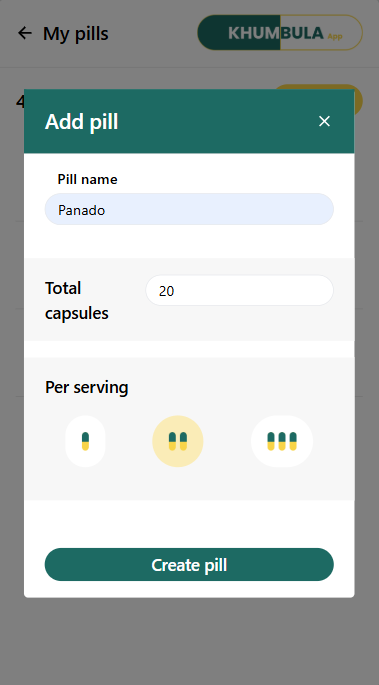 My pills
KHUMBULA App
4
Add pill
Pill name
Panado
Total
capsules
20
Per serving
Create pill